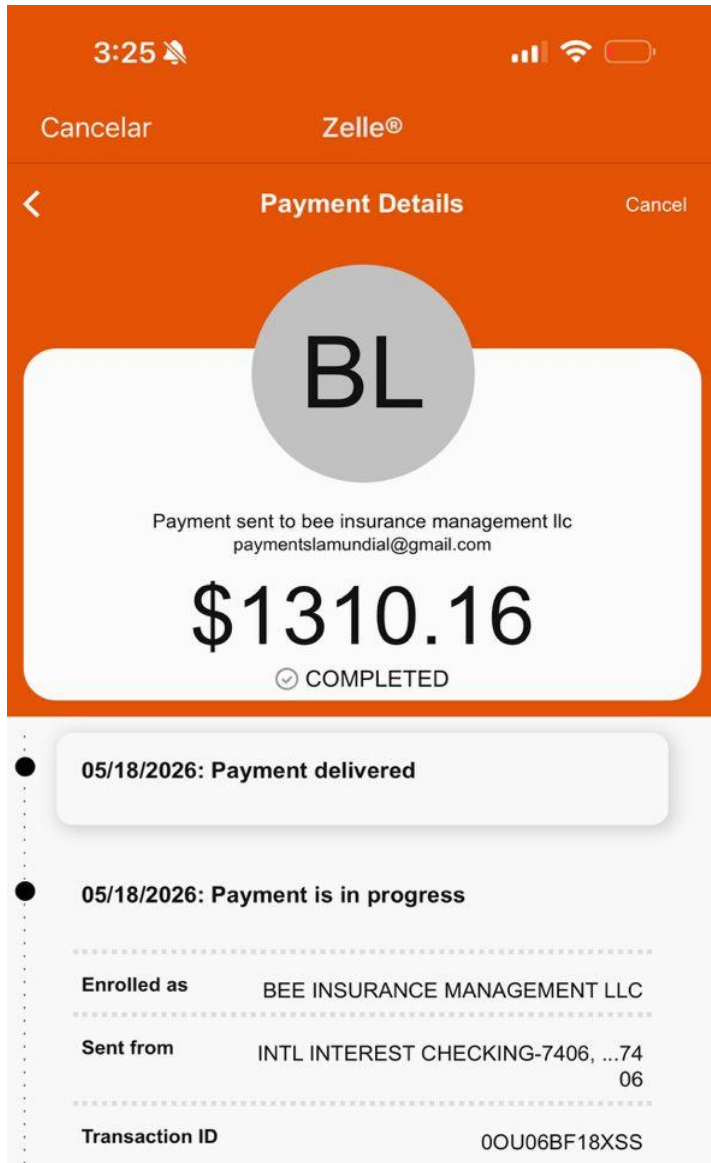 3:25
Cancelar Zelle®
Payment Details Cancel
BL
Payment sent to bee insurance management llc
paymentslamundial@gmail.com
$1310.16
COMPLETED
05/18/2026: Payment delivered
05/18/2026: Payment is in progress
Enrolled as BEE INSURANCE MANAGEMENT LLC
Sent from INTL INTEREST CHECKING-7406, ...74
06
Transaction ID 0OU06BF18XSS